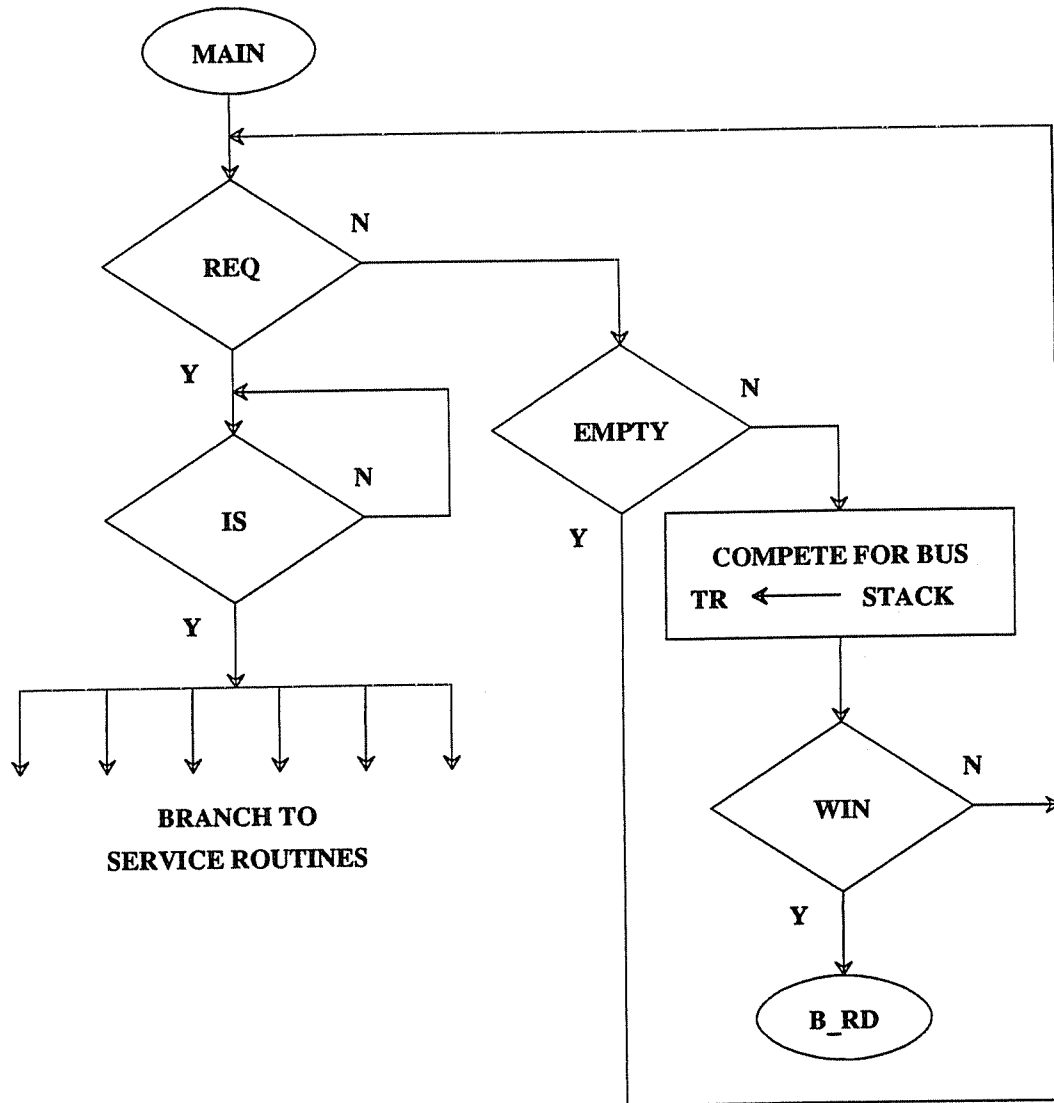 MAIN
N
REQ
Y
N
EMPTY
N
IS
Y
Y
COMPETE FOR BUS
TR STACK
N
WIN
BRANCH TO
SERVICE ROUTINES
Y
B_RD